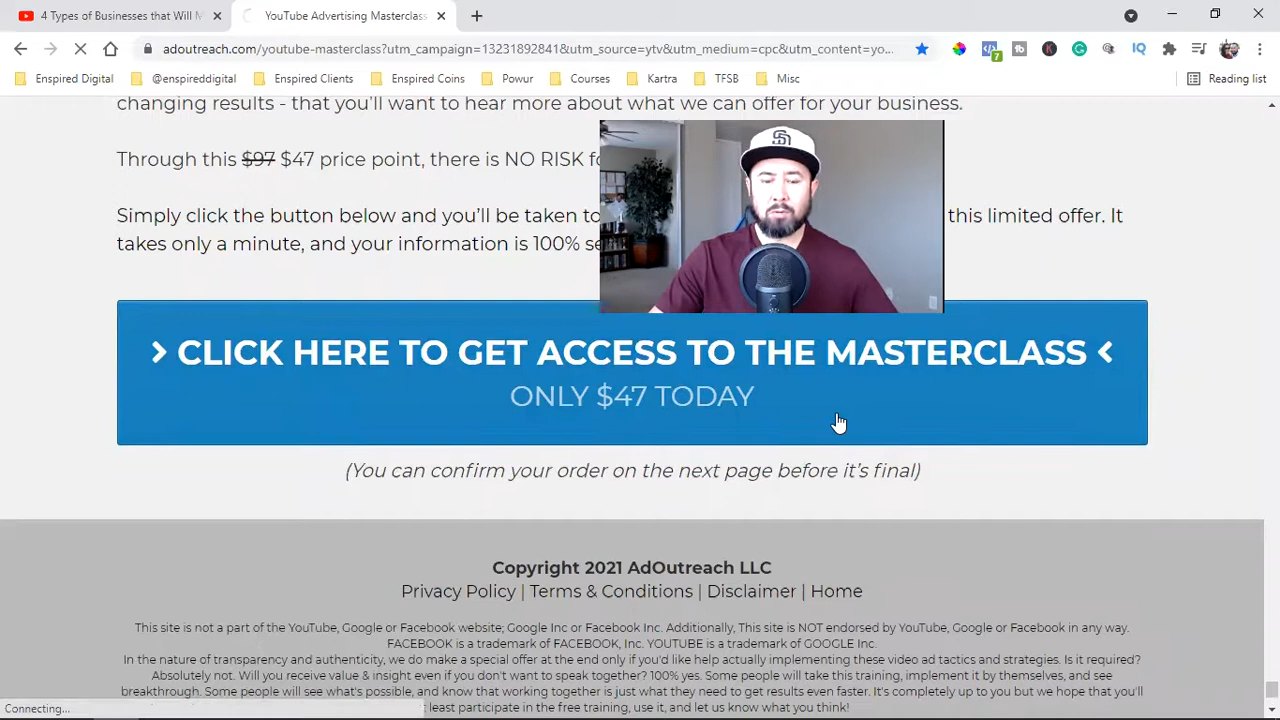 4 Types of Businesses that Will M
YouTube Advertising Masterclass
adoutreach.com/youtube-masterclass?utm_campaign=13231892841&utm_source=ytv&utm_medium=cpc&utm_content=yo...
7
IQ
Enspired Digital
@enspireddigital
Enspired Clients
Enspired Coins
Powur
Courses
Kartra
TFSB
Misc
Reading list
changing results - that you'll want to hear more about what we can offer for your business.
Through this $97 $47 price point, there is NO RISK
Simply click the button below and you'll be taken to this limited offer. It
takes only a minute, and your information is 100%
> CLICK HERE TO GET ACCESS TO THE MASTERCLASS <
ONLY $47 TODAY
(You can confirm your order on the next page before it's final)
Copyright 2021 AdOutreach LLC
Privacy Policy | Terms & Conditions | Disclaimer | Home
This site is not a part of the YouTube, Google or Facebook website; Google Inc or Facebook Inc. Additionally, This site is NOT endorsed by YouTube, Google or Facebook in any way.
FACEBOOK is a trademark of FACEBOOK, Inc. YOUTUBE is a trademark of GOOGLE Inc.
In the nature of transparency and authenticity, we do make a special offer at the end only if you'd like help actually implementing these video ad tactics and strategies. Is it required?
Absolutely not. Will you receive value & insight even if you don't want to speak together? 100% yes. Some people will take this training, implement it by themselves, and see
breakthrough. Some people will see what's possible, and know that working together is just what they need to get results even faster. It's completely up to you but we hope that you'll
least participate in the free training, use it, and let us know what you think!
Connecting...